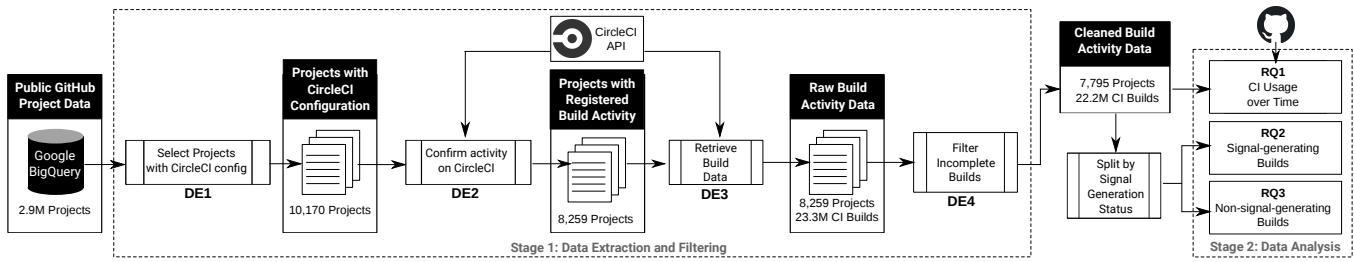 Public GitHub
Project Data
Google
BigQuery
2.9M Projects
Select Projects
with CircleCI config
DE1
Projects with
CircleCI
Configuration
10,170 Projects
CircleCI
API
Confirm activity
on CircleCI
DE2
Projects with
Registered
Build Activity
8,259 Projects
Retrieve
Build
Data
DE3
Raw Build
Activity Data
8,259 Projects
23.3M CI Builds
Filter
Incomplete
Builds
DE4
Stage 1: Data Extraction and Filtering
Cleaned Build
Activity Data
7,795 Projects
22.2M CI Builds
Split by
Signal
Generation
Status
RQ1
CI Usage
over Time
RQ2
Signal-generating
Builds
RQ3
Non-signal-generating
Builds
Stage 2: Data Analysis